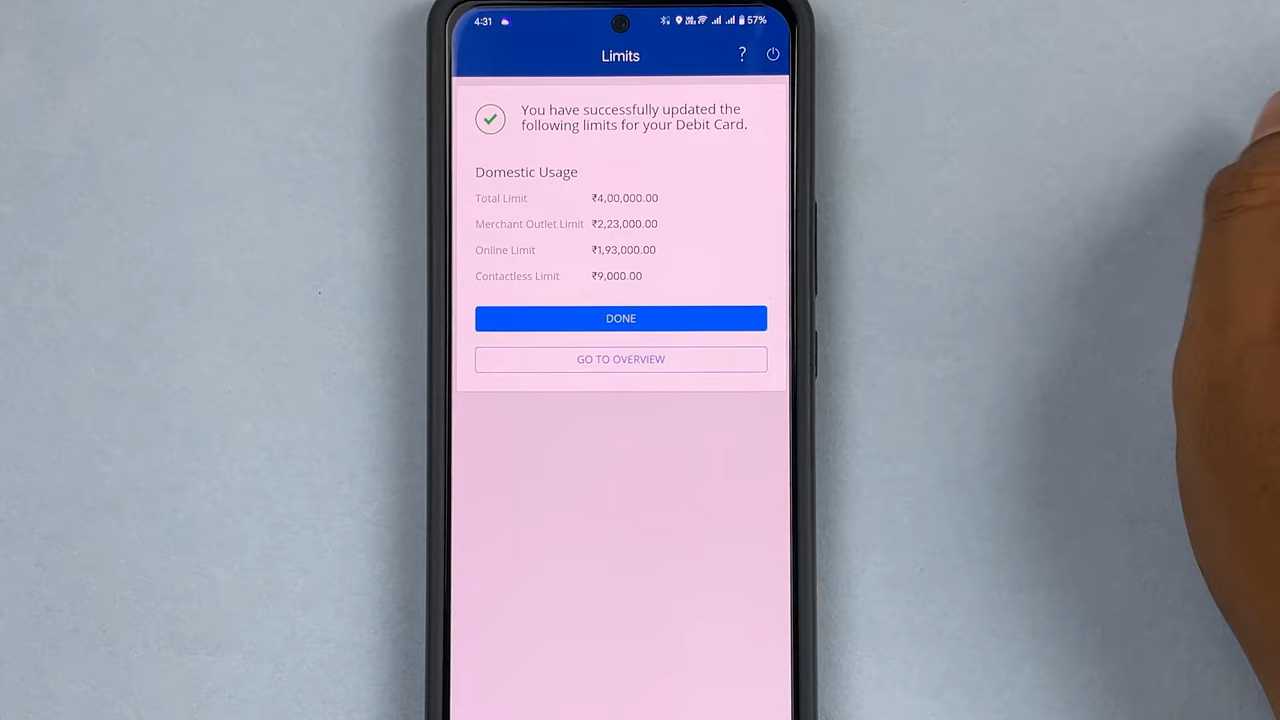 4:31 57%
Limits ?
You have successfully updated the
following limits for your Debit Card.
Domestic Usage
Total Limit ₹4,00,000.00
Merchant Outlet Limit ₹2,23,000.00
Online Limit ₹1,93,000.00
Contactless Limit ₹9,000.00
DONE
GO TO OVERVIEW